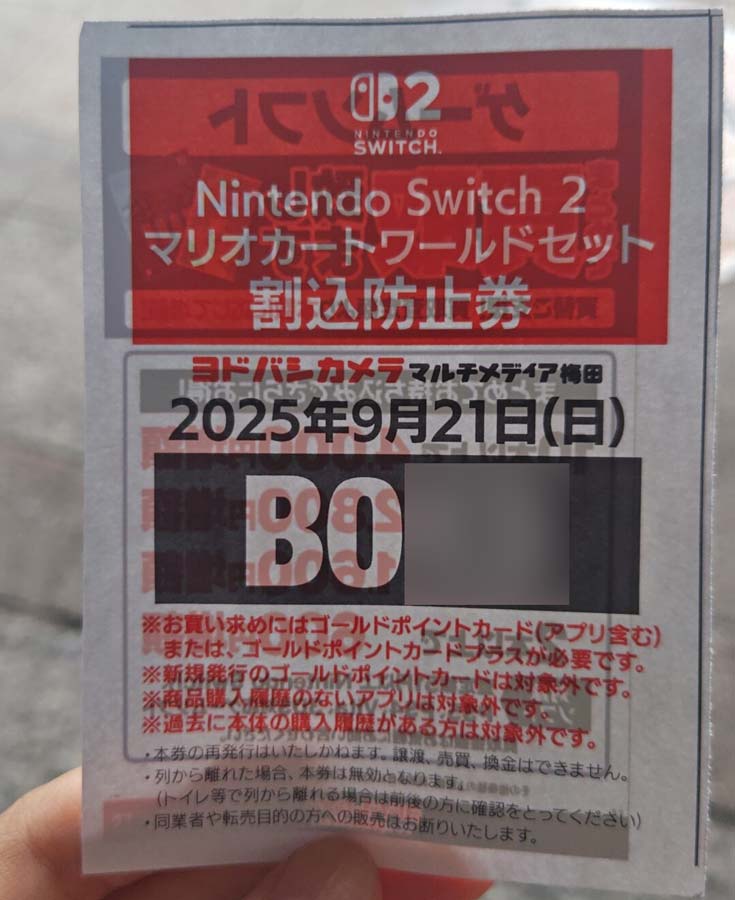 2
NINTENDO
SWITCH.
Nintendo Switch 2
マリオカートワールドセット
割込防止券
ヨドバシカメラ マルチメディア梅田
2025年9月21日(日)
B0
※お買い求めにはゴールドポイントカード(アプリ含む)
または、ゴールドポイントカードプラスが必要です。
※新規発行のゴールドポイントカードは対象外です。
※商品購入履歴のないアプリは対象外です。
※過去に本体の購入履歴がある方は対象外です。
・本券の再発行はいたしかねます。譲渡、売買、換金はできません。
・列から離れた場合、本券は無効となります。
(トイレ等で列から離れる場合は前後の方に確認をとってください)
・同業者や転売目的の方への販売はお断りいたします。